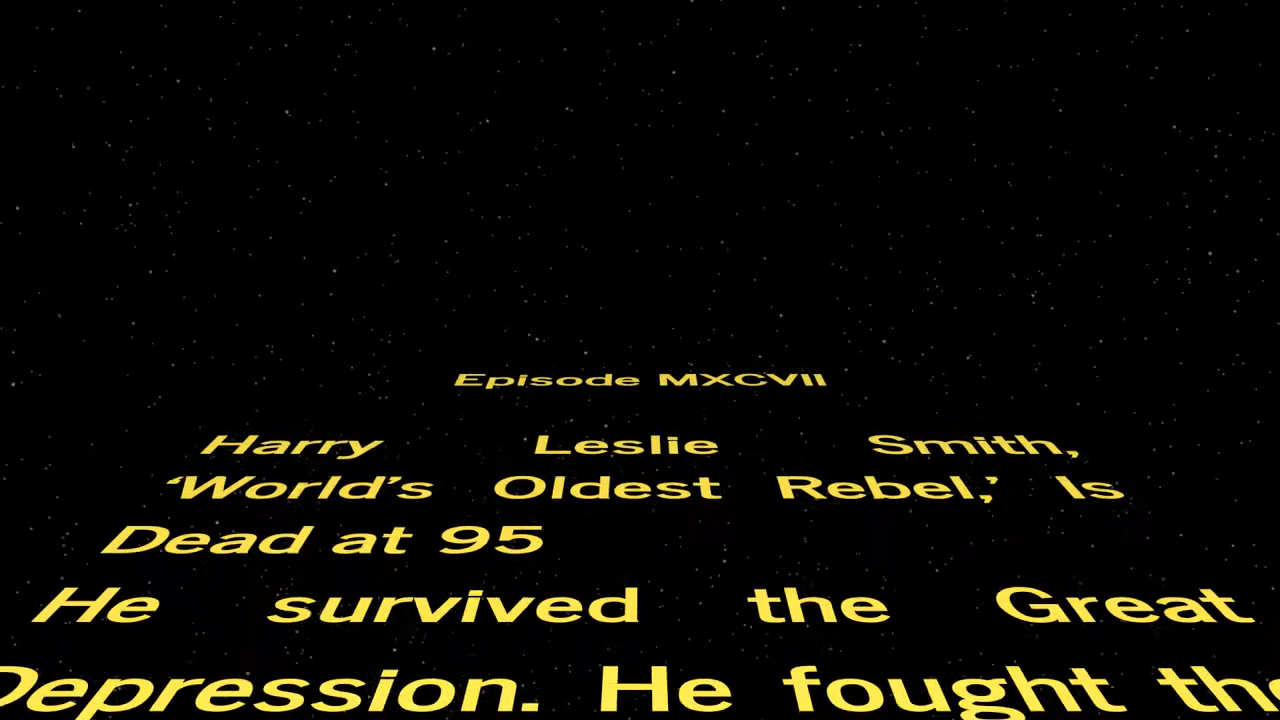 Episode MXCVII
Harry Leslie Smith,
‘World’s Oldest Rebel,’ Is
Dead at 95
He survived the Great
Depression. He fought the